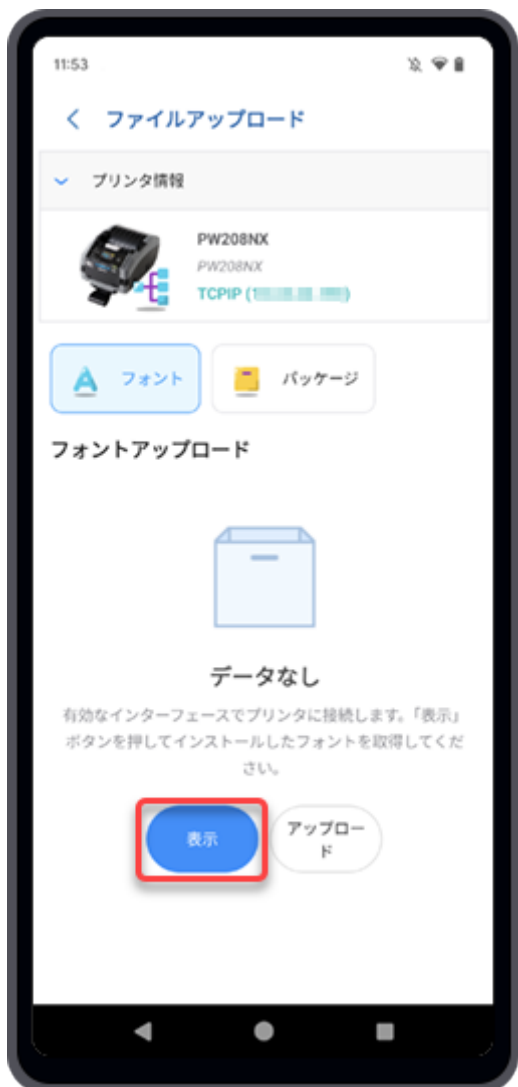 11:53
ファイルアップロード
プリンタ情報
PW208NX
PW208NX
TCPIP (1
フォント
パッケージ
フォントアップロード
データなし
有効なインターフェースでプリンタに接続します。「表示」
ボタンを押してインストールしたフォントを取得してくだ
さい。
表示
アップロー
ド